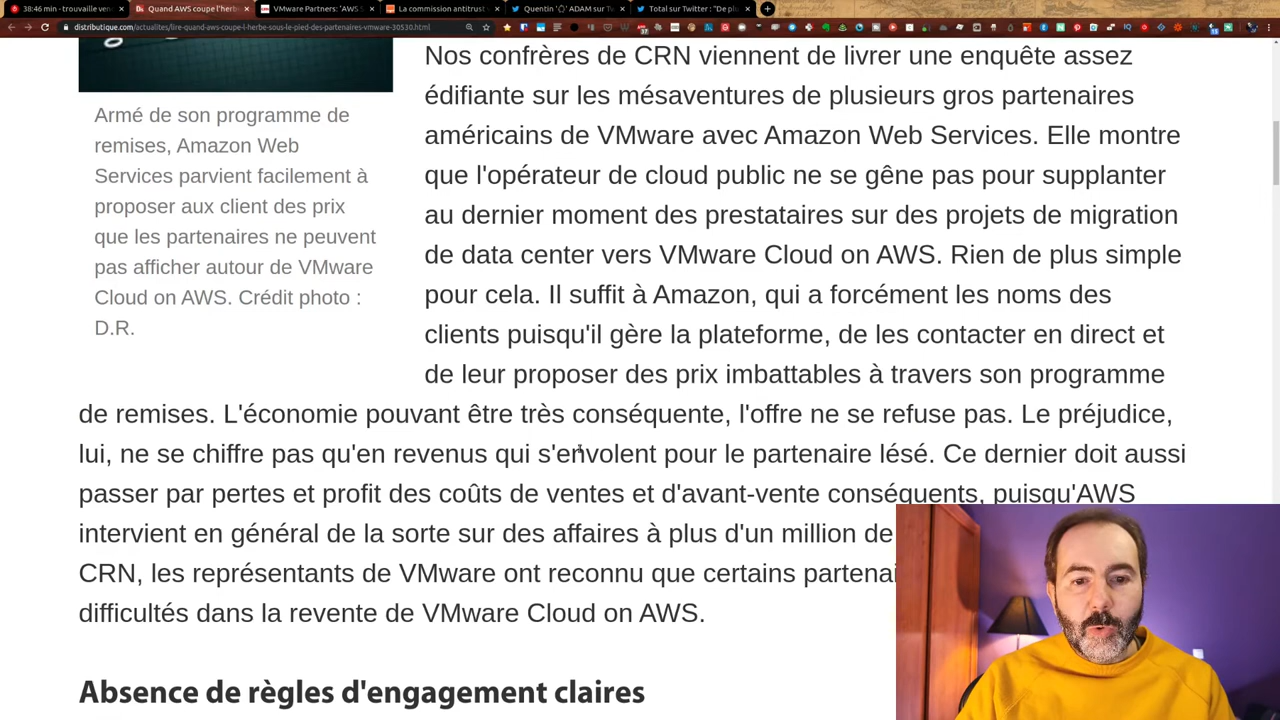 38:46 min - trouvaille ven
Quand AWS coupe l'herb
VMware Partners: 'AWS S
La commission antitrust v
Quentin 'ۣۜ' ADAM sur Tw
Total sur Twitter : "De plu
distributique.com/actualites/lire-quand-aws-coupe-l-herbe-sous-le-pied-des-partenaires-vmware-30530.html
Armé de son programme de
remises, Amazon Web
Services parvient facilement à
proposer aux client des prix
que les partenaires ne peuvent
pas afficher autour de VMware
Cloud on AWS. Crédit photo :
D.R.
Nos confrères de CRN viennent de livrer une enquête assez
édifiante sur les mésaventures de plusieurs gros partenaires
américains de VMware avec Amazon Web Services. Elle montre
que l'opérateur de cloud public ne se gêne pas pour supplanter
au dernier moment des prestataires sur des projets de migration
de data center vers VMware Cloud on AWS. Rien de plus simple
pour cela. Il suffit à Amazon, qui a forcément les noms des
clients puisqu'il gère la plateforme, de les contacter en direct et
de leur proposer des prix imbattables à travers son programme
de remises. L'économie pouvant être très conséquente, l'offre ne se refuse pas. Le préjudice,
lui, ne se chiffre pas qu'en revenus qui s'envolent pour le partenaire lésé. Ce dernier doit aussi
passer par pertes et profit des coûts de ventes et d'avant-vente conséquents, puisqu'AWS
intervient en général de la sorte sur des affaires à plus d'un million de
CRN, les représentants de VMware ont reconnu que certains partenai
difficultés dans la revente de VMware Cloud on AWS.
Absence de règles d'engagement claires